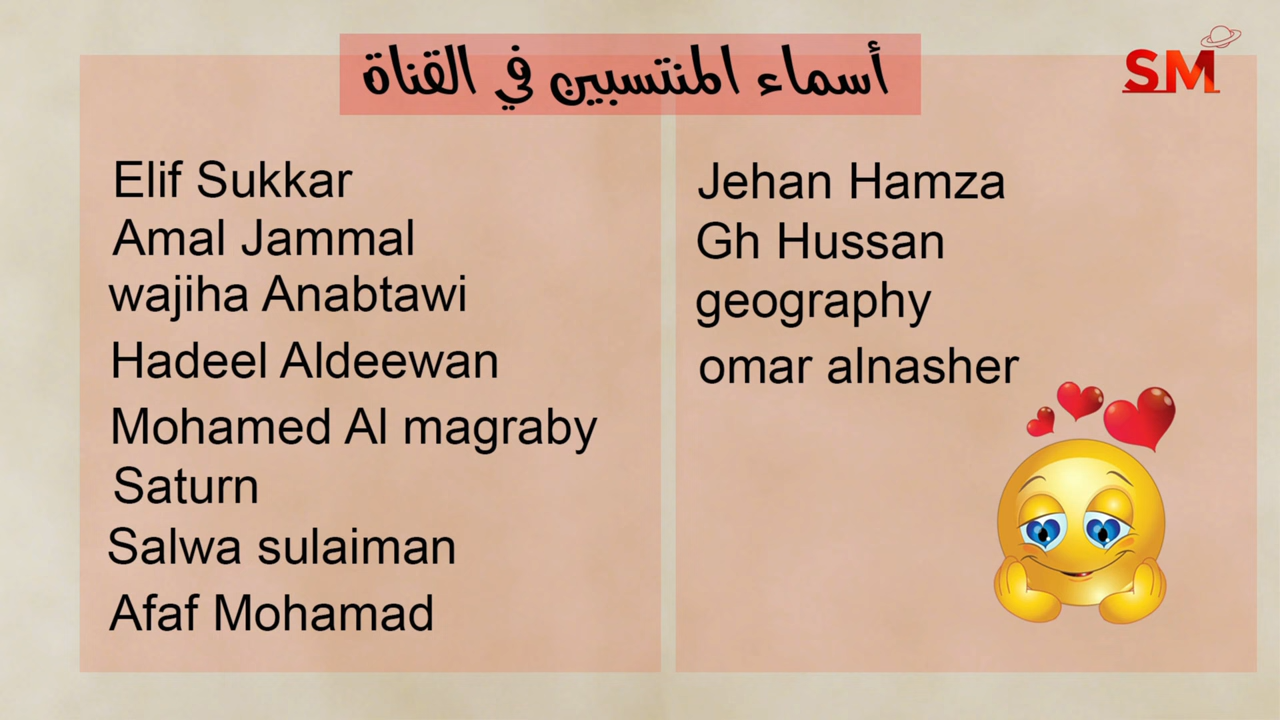 أسماء المنتسبين في القناة
SM
Elif Sukkar
Amal Jammal
wajiha Anabtawi
Hadeel Aldeewan
Mohamed Al magraby
Saturn
Salwa sulaiman
Afaf Mohamad
Jehan Hamza
Gh Hussan
geography
omar alnasher